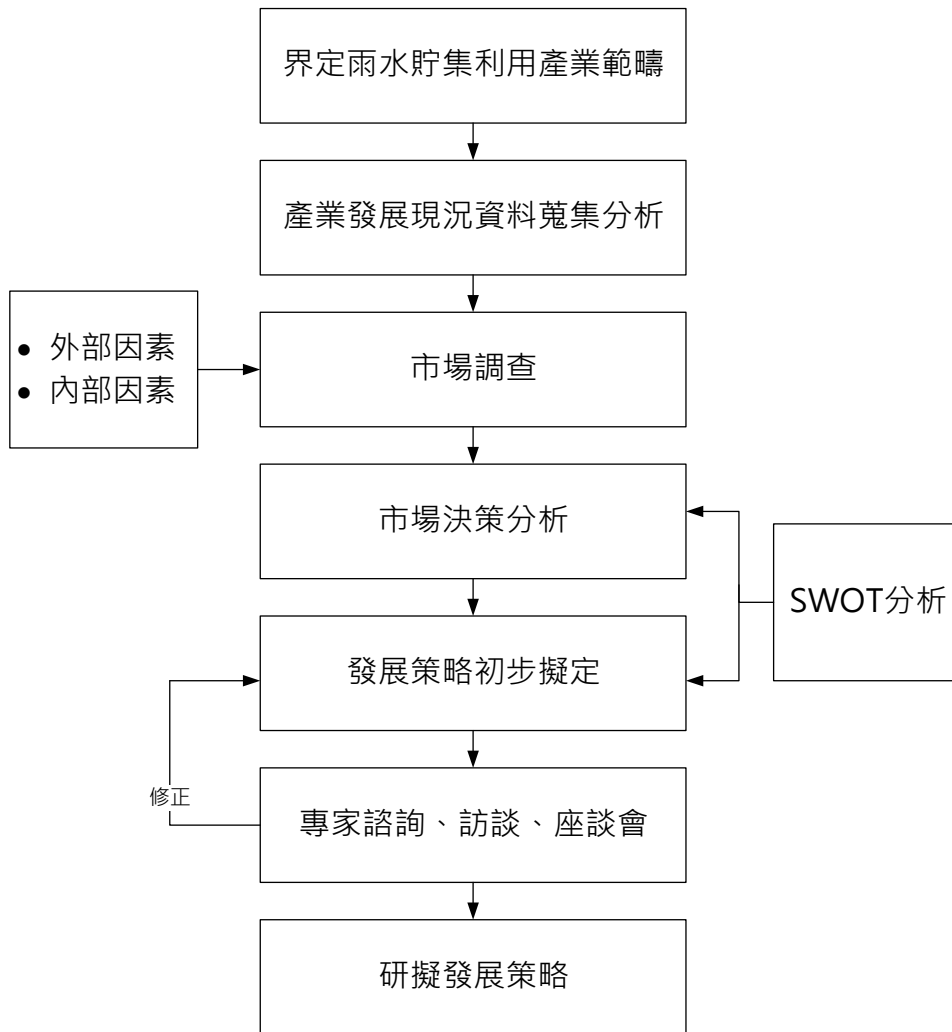 界定雨水貯集利用產業範疇
產業發展現況資料蒐集分析
● 外部因素
● 內部因素
市場調查
市場決策分析
SWOT分析
發展策略初步擬定
修正
專家諮詢、訪談、座談會
研擬發展策略